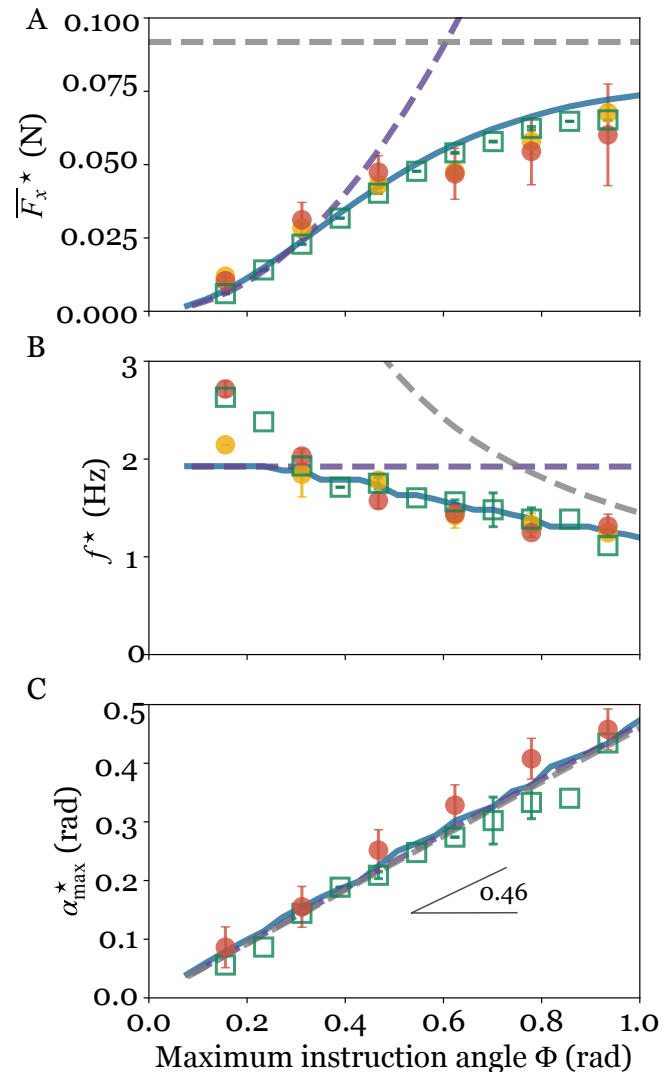 A
0.100
0.075
0.050
0.025
0.000
F̅ₓ* (N)
B
3
2
1
0
f* (Hz)
C
0.5
0.4
0.3
0.2
0.1
0.0
α*max (rad)
0.46
0.0 0.2 0.4 0.6 0.8 1.0
Maximum instruction angle Φ (rad)